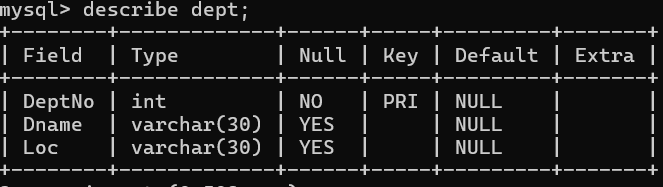 mysql> describe dept;
+--------+-------------+------+-----+---------+-------+
| Field  | Type        | Null | Key | Default | Extra |
+--------+-------------+------+-----+---------+-------+
| DeptNo | int         | NO   | PRI | NULL    |       |
| Dname  | varchar(30) | YES  |     | NULL    |       |
| Loc    | varchar(30) | YES  |     | NULL    |       |
+--------+-------------+------+-----+---------+-------+